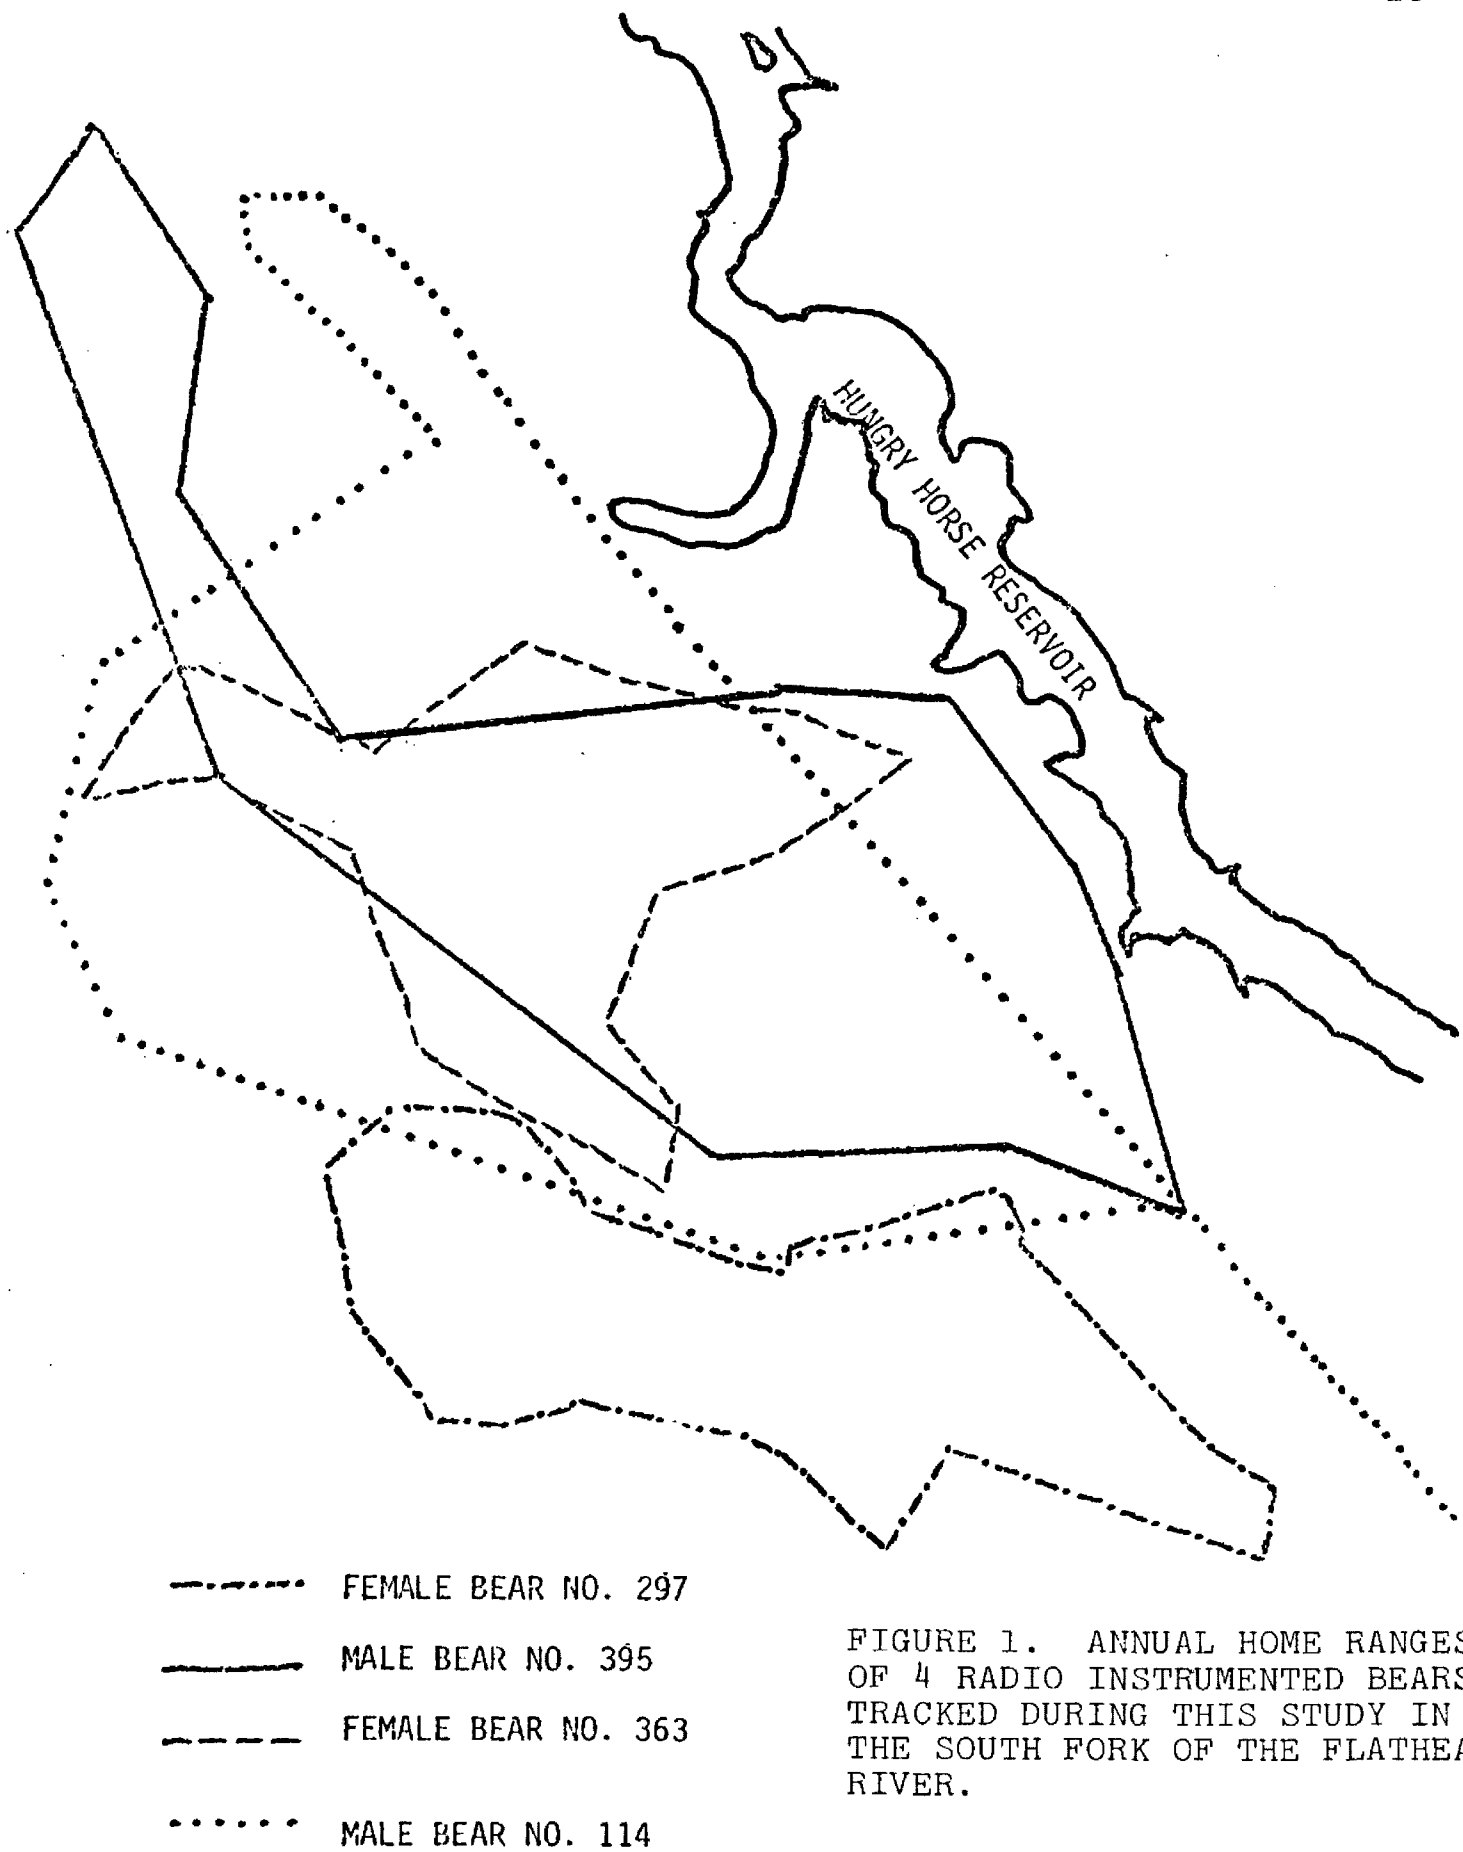 HUNGRY HORSE RESERVOIR
FEMALE BEAR NO. 297
MALE BEAR NO. 395
FEMALE BEAR NO. 363
MALE BEAR NO. 114
FIGURE 1. ANNUAL HOME RANGES
OF 4 RADIO INSTRUMENTED BEARS
TRACKED DURING THIS STUDY IN
THE SOUTH FORK OF THE FLATHEA
RIVER.